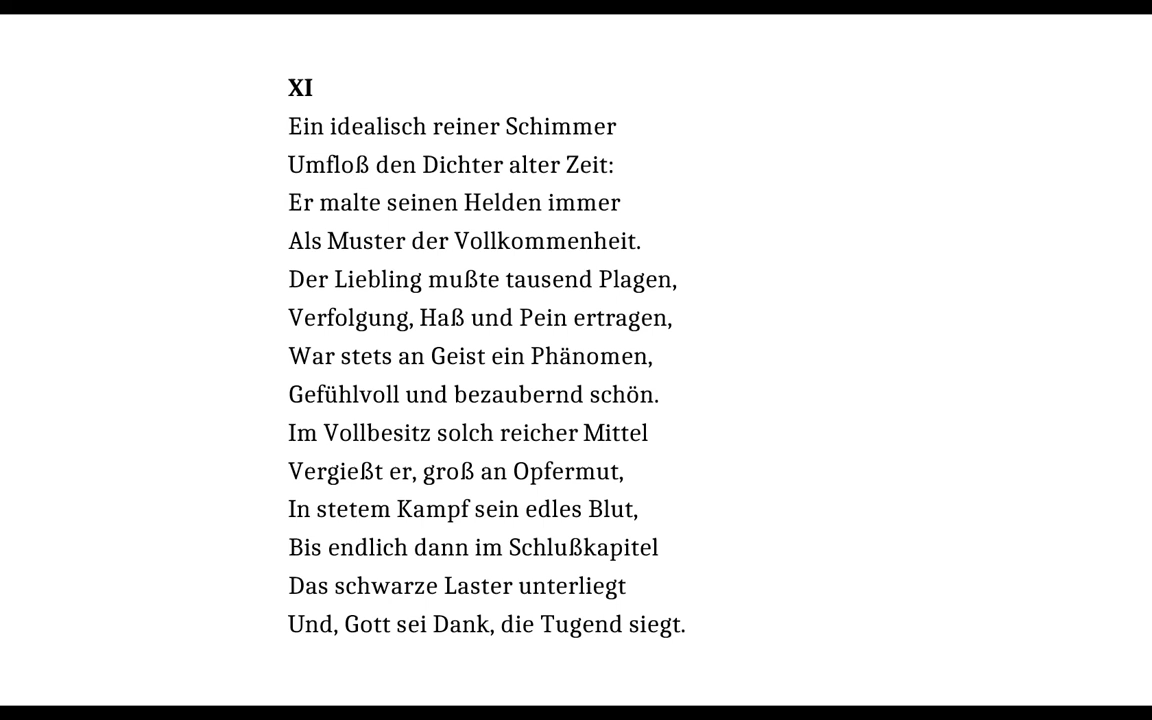 XI
Ein idealisch reiner Schimmer
Umfloß den Dichter alter Zeit:
Er malte seinen Helden immer
Als Muster der Vollkommenheit.
Der Liebling mußte tausend Plagen,
Verfolgung, Haß und Pein ertragen,
War stets an Geist ein Phänomen,
Gefühlvoll und bezaubernd schön.
Im Vollbesitz solch reicher Mittel
Vergießt er, groß an Opfermut,
In stetem Kampf sein edles Blut,
Bis endlich dann im Schlußkapitel
Das schwarze Laster unterliegt
Und, Gott sei Dank, die Tugend siegt.